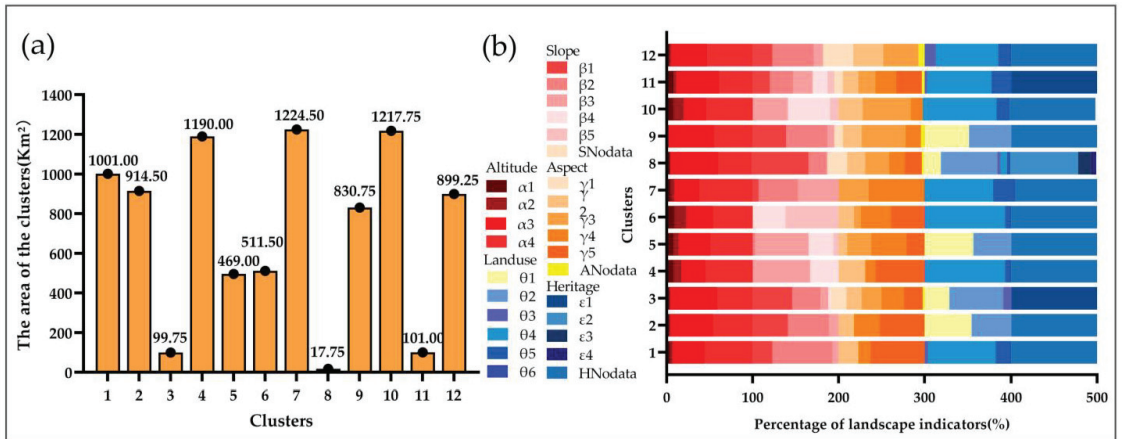 (a)
The area of the clusters(Km²)
1400
1200
1000
800
600
400
200
0
1001.00
914.50
99.75
1190.00
469.00
511.50
1224.50
17.75
830.75
1217.75
101.00
899.25
1 2 3 4 5 6 7 8 9 10 11 12
Clusters
Altitude
α1
α2
α3
α4
Landuse
θ1
θ2
θ3
θ4
θ5
θ6
(b)
Slope
β1
β2
β3
β4
β5
SNodata
Aspect
γ1
γ
2
γ3
γ4
γ5
ANodata
Heritage
ε1
ε2
ε3
ε4
HNodata
Clusters
12
11
10
9
8
7
6
5
4
3
2
1
0 100 200 300 400 500
Percentage of landscape indicators(%)